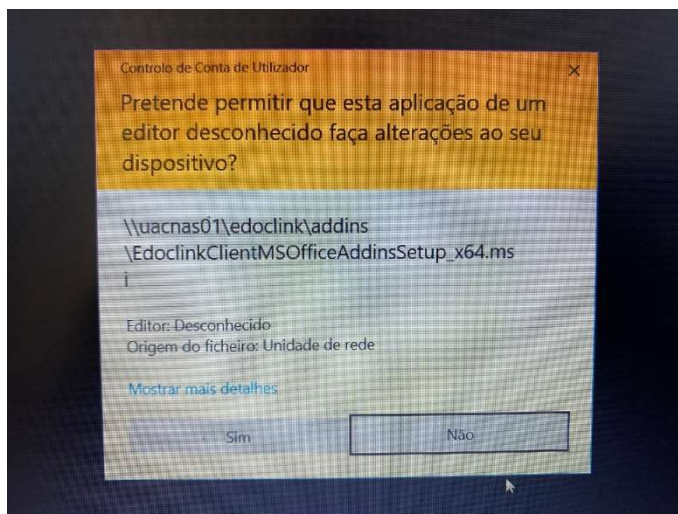 Controlo de Conta de Utilizador
Pretende permitir que esta aplicação de um
editor desconhecido faça alterações ao seu
dispositivo?
\\uacnas01\edoclink\addins
\EdoclinkClientMSOfficeAddinsSetup_x64.ms
i
Editor: Desconhecido
Origem do ficheiro: Unidade de rede
Mostrar mais detalhes
Sim
Não